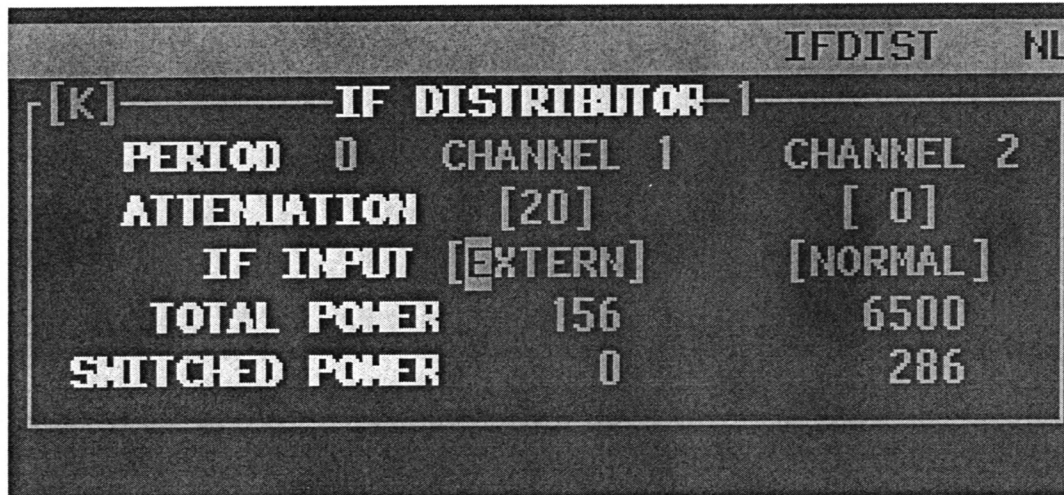 IFDIST NL
[K] IF DISTRIBUTOR 1
PERIOD 0 CHANNEL 1 CHANNEL 2
ATTENUATION [20] [ 0]
IF INPUT [EXTERN] [NORMAL]
TOTAL POWER 156 6500
SWITCHED POWER 0 286